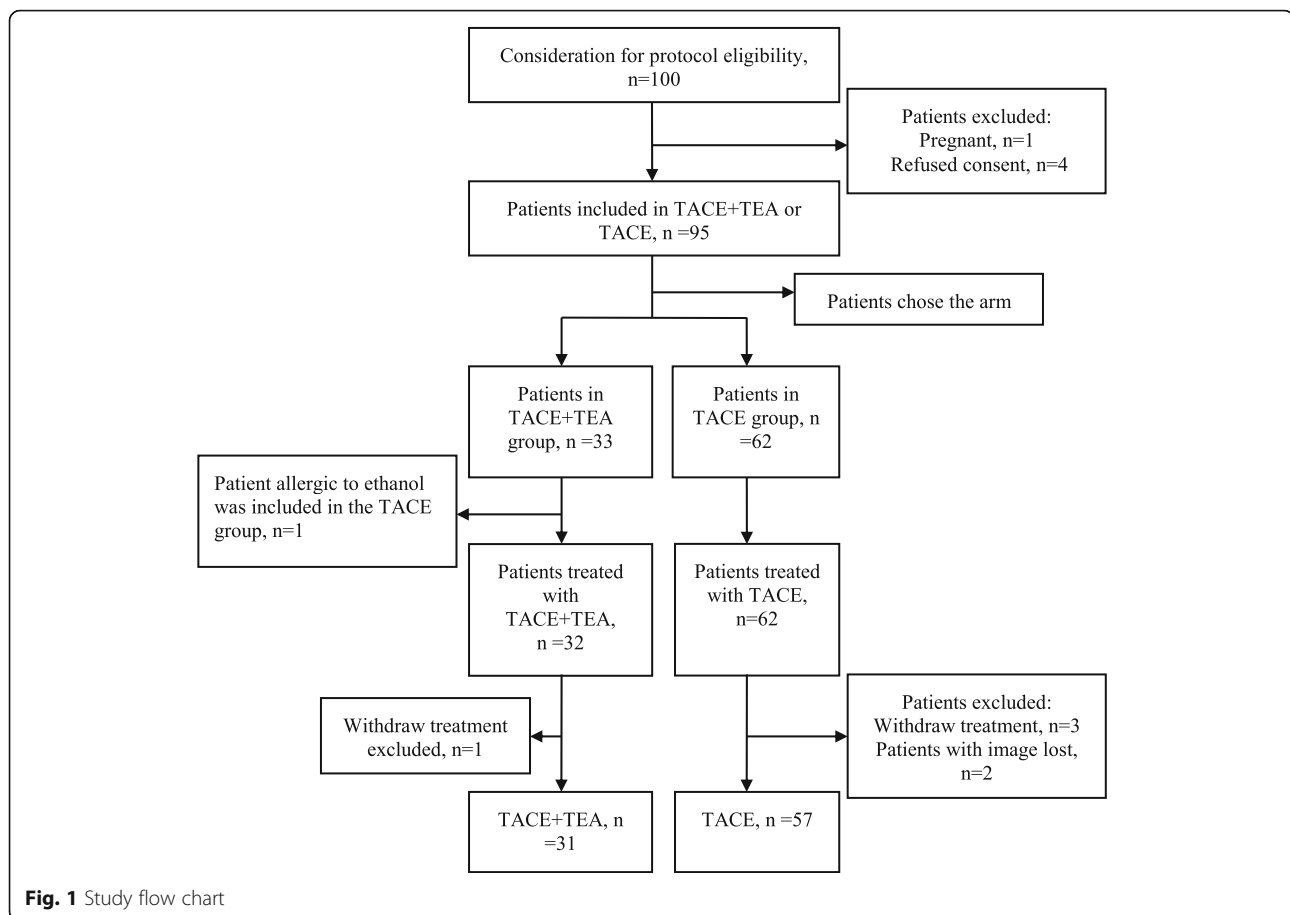 Consideration for protocol eligibility,
n=100
Patients excluded:
Pregnant, n=1
Refused consent, n=4
Patients included in TACE+TEA or
TACE, n =95
Patients chose the arm
Patients in
TACE+TEA
group, n =33
Patients in
TACE group, n
=62
Patient allergic to ethanol
was included in the TACE
group, n=1
Patients treated
with
TACE+TEA,
n =32
Patients treated
with TACE,
n=62
Withdraw treatment
excluded, n=1
Patients excluded:
Withdraw treatment, n=3
Patients with image lost,
n=2
TACE+TEA, n
=31
TACE, n =57
Fig. 1 Study flow chart